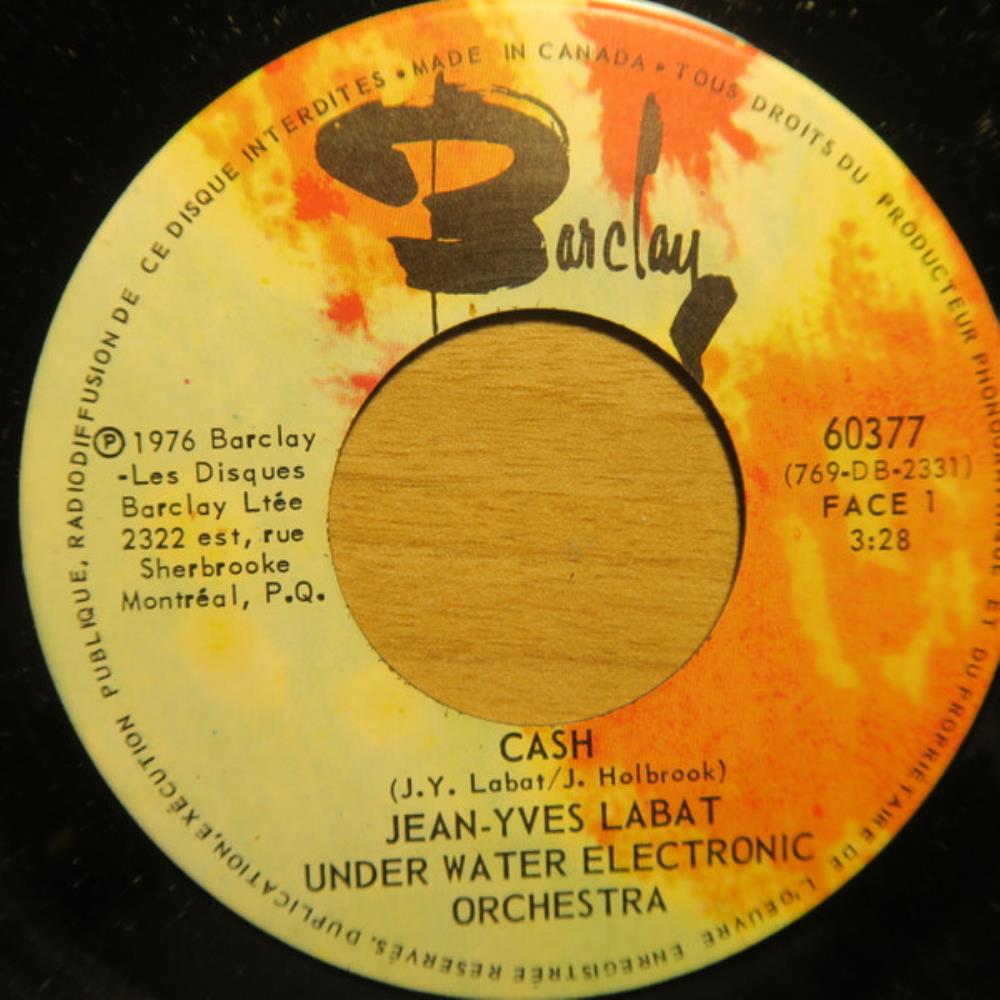 MADE IN CANADA • TOUS DROITS DU PRODUCTEUR PHONOGRAPHIQUE ET DU PROPRIÉTAIRE DE L'OEUVRE ENREGISTRÉE RÉSERVÉS. DUPLICATION, EXÉCUTION PUBLIQUE, RADIODIFFUSION DE CE DISQUE INTERDITES •
Barclay
Ⓟ 1976 Barclay
-Les Disques
Barclay Ltée
2322 est, rue
Sherbrooke
Montréal, P.Q.
60377
(769-DB-2331)
FACE 1
3:28
CASH
(J.Y. Labat/J. Holbrook)
JEAN-YVES LABAT
UNDER WATER ELECTRONIC
ORCHESTRA